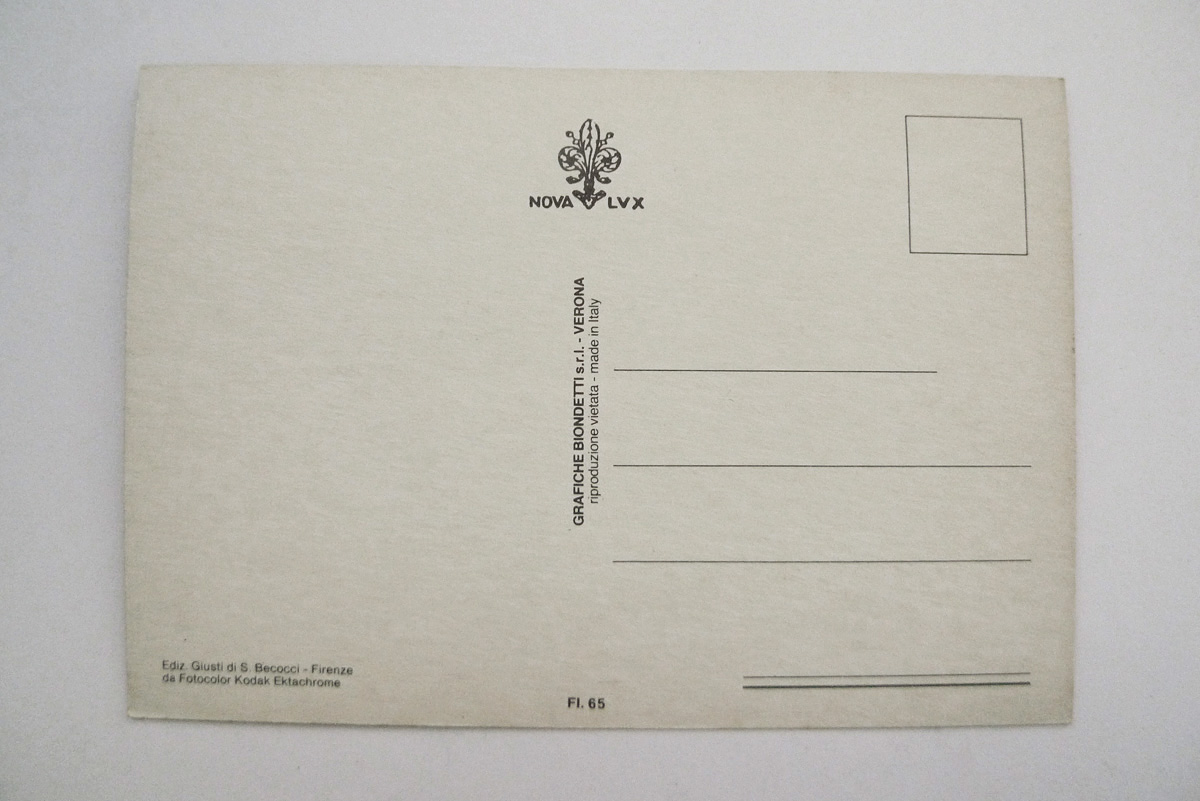 NOVA LVX
GRAFICHE BIONDETTI s.r.l. - VERONA
riproduzione vietata - made in Italy
Ediz. Giusti di S. Becocci - Firenze
da Fotocolor Kodak Ektachrome
FI. 65